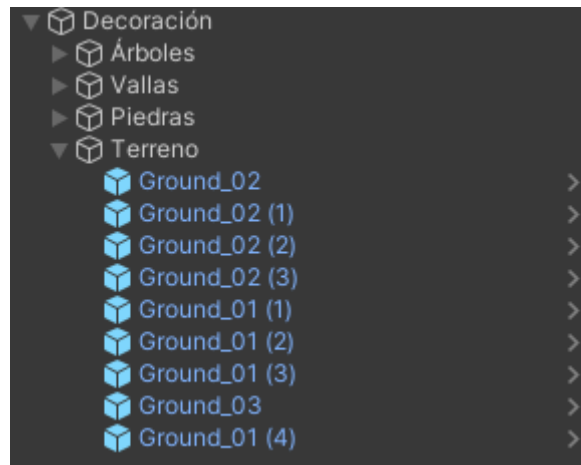 Decoración
Árboles
Vallas
Piedras
Terreno
Ground_02
Ground_02 (1)
Ground_02 (2)
Ground_02 (3)
Ground_01 (1)
Ground_01 (2)
Ground_01 (3)
Ground_03
Ground_01 (4)